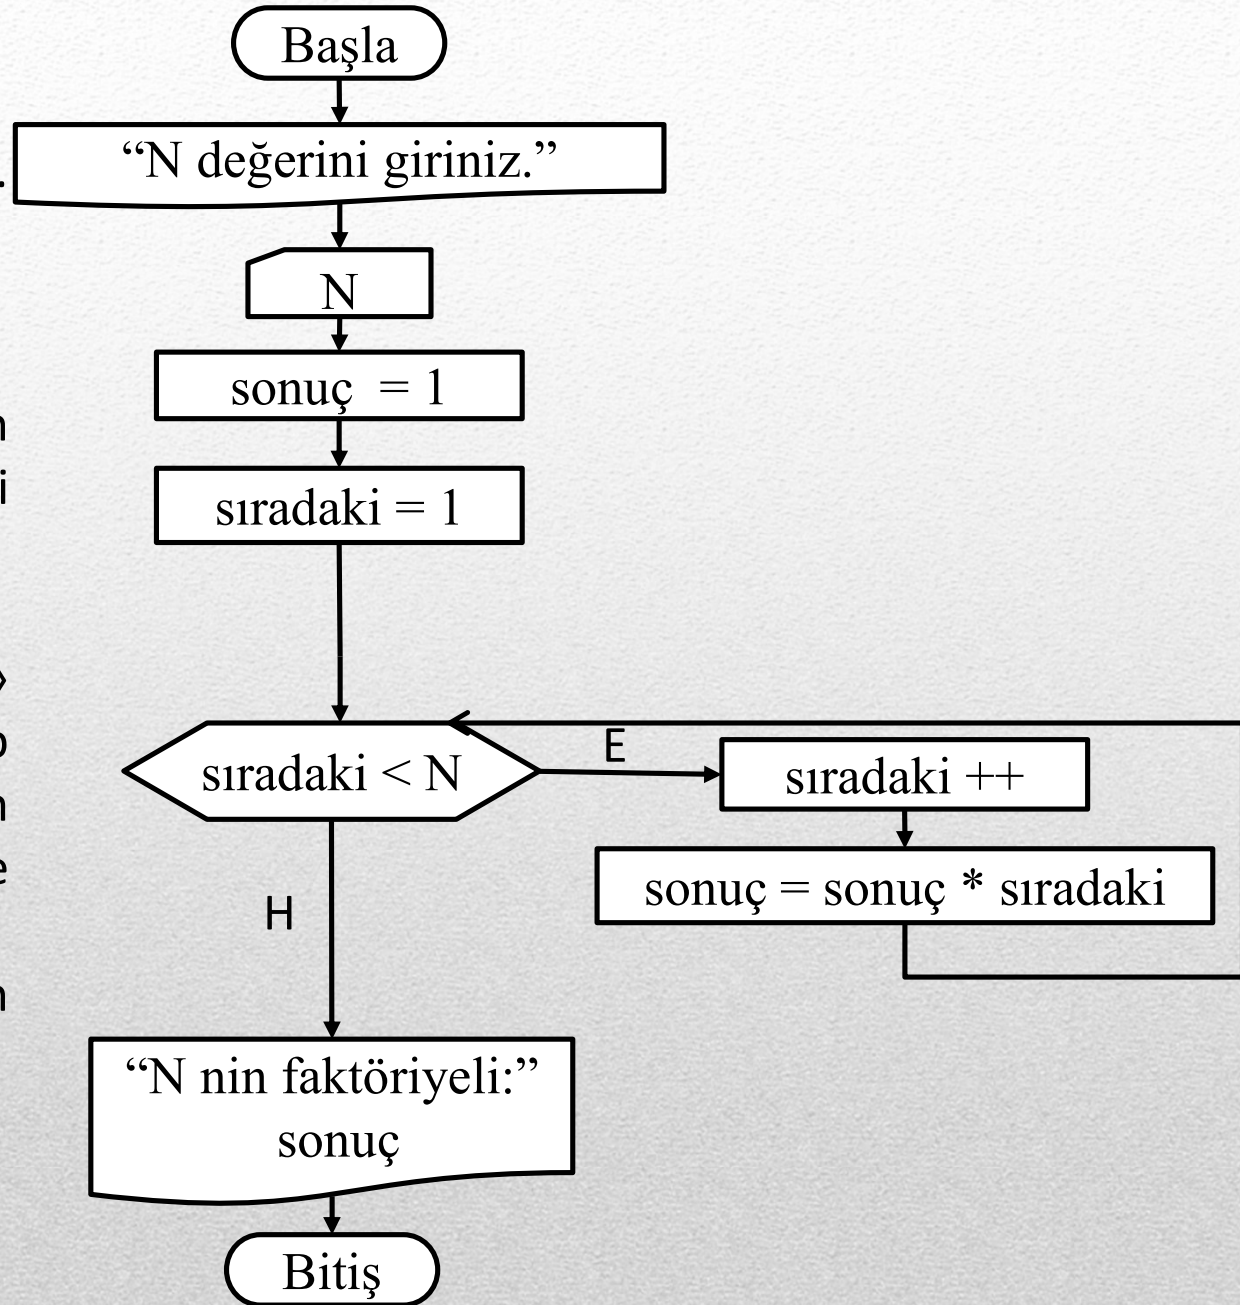 Başla
“N değerini giriniz.”
N
sonuç = 1
sıradaki = 1
sıradaki < N
E
sıradaki ++
sonuç = sonuç * sıradaki
H
“N nin faktöriyeli:”
sonuç
Bitiş